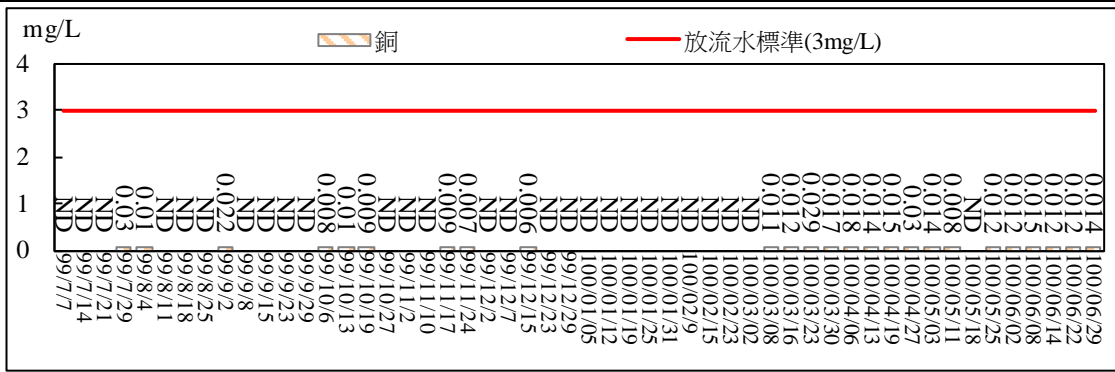 mg/L
銅
放流水標準(3mg/L)
4
3
2
1
0
ND
ND
ND
0.03
0.01
ND
ND
ND
0.022
ND
ND
ND
ND
0.008
0.01
0.009
ND
ND
ND
0.009
0.007
ND
ND
0.006
ND
ND
ND
ND
ND
ND
ND
ND
ND
ND
ND
0.011
0.012
0.029
0.017
0.018
0.014
0.015
0.03
0.014
0.008
ND
0.012
0.012
0.015
0.012
0.012
0.014
99/7/7
99/7/14
99/7/21
99/7/29
99/8/4
99/8/11
99/8/18
99/8/25
99/9/2
99/9/8
99/9/15
99/9/23
99/9/29
99/10/6
99/10/13
99/10/19
99/10/27
99/11/2
99/11/10
99/11/17
99/11/24
99/12/2
99/12/7
99/12/15
99/12/23
99/12/29
100/01/05
100/01/12
100/01/19
100/01/25
100/01/31
100/02/9
100/02/15
100/02/23
100/03/02
100/03/08
100/03/16
100/03/23
100/03/30
100/04/06
100/04/13
100/04/19
100/04/27
100/05/03
100/05/11
100/05/18
100/05/25
100/06/02
100/06/08
100/06/14
100/06/22
100/06/29